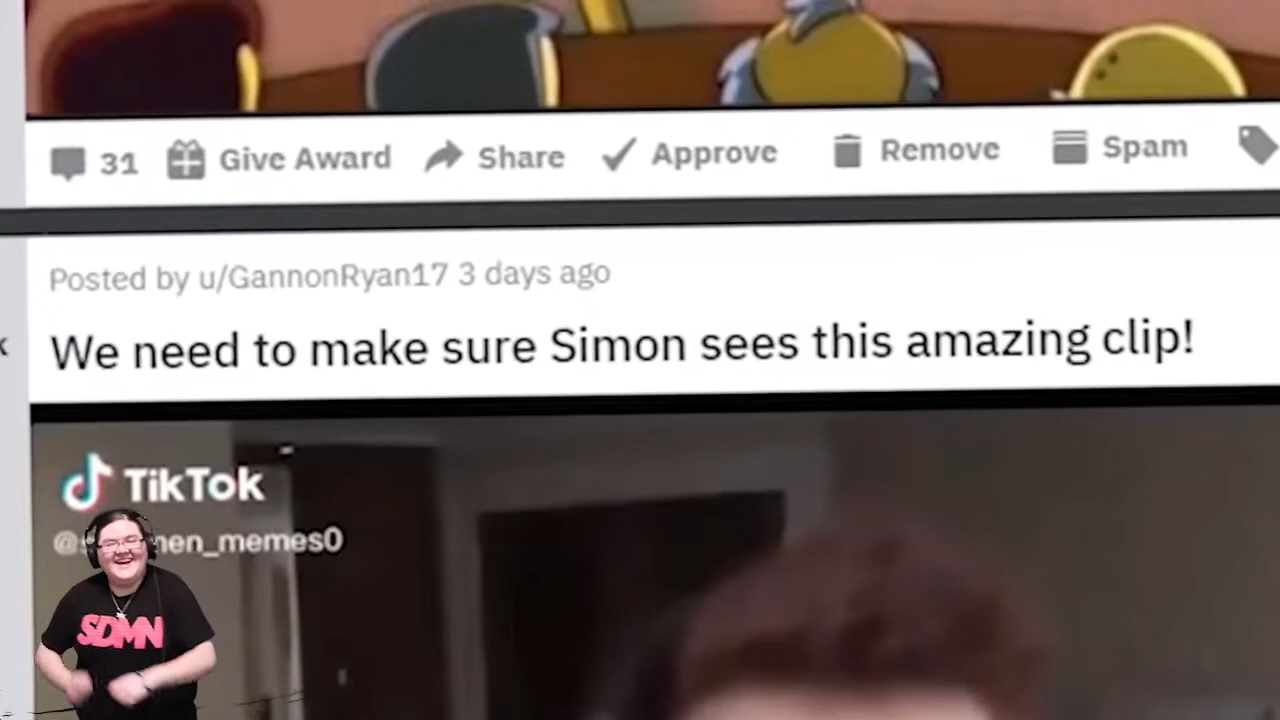 31 Give Award Share Approve Remove Spam
Posted by u/GannonRyan17 3 days ago
We need to make sure Simon sees this amazing clip!
TikTok
SDMN